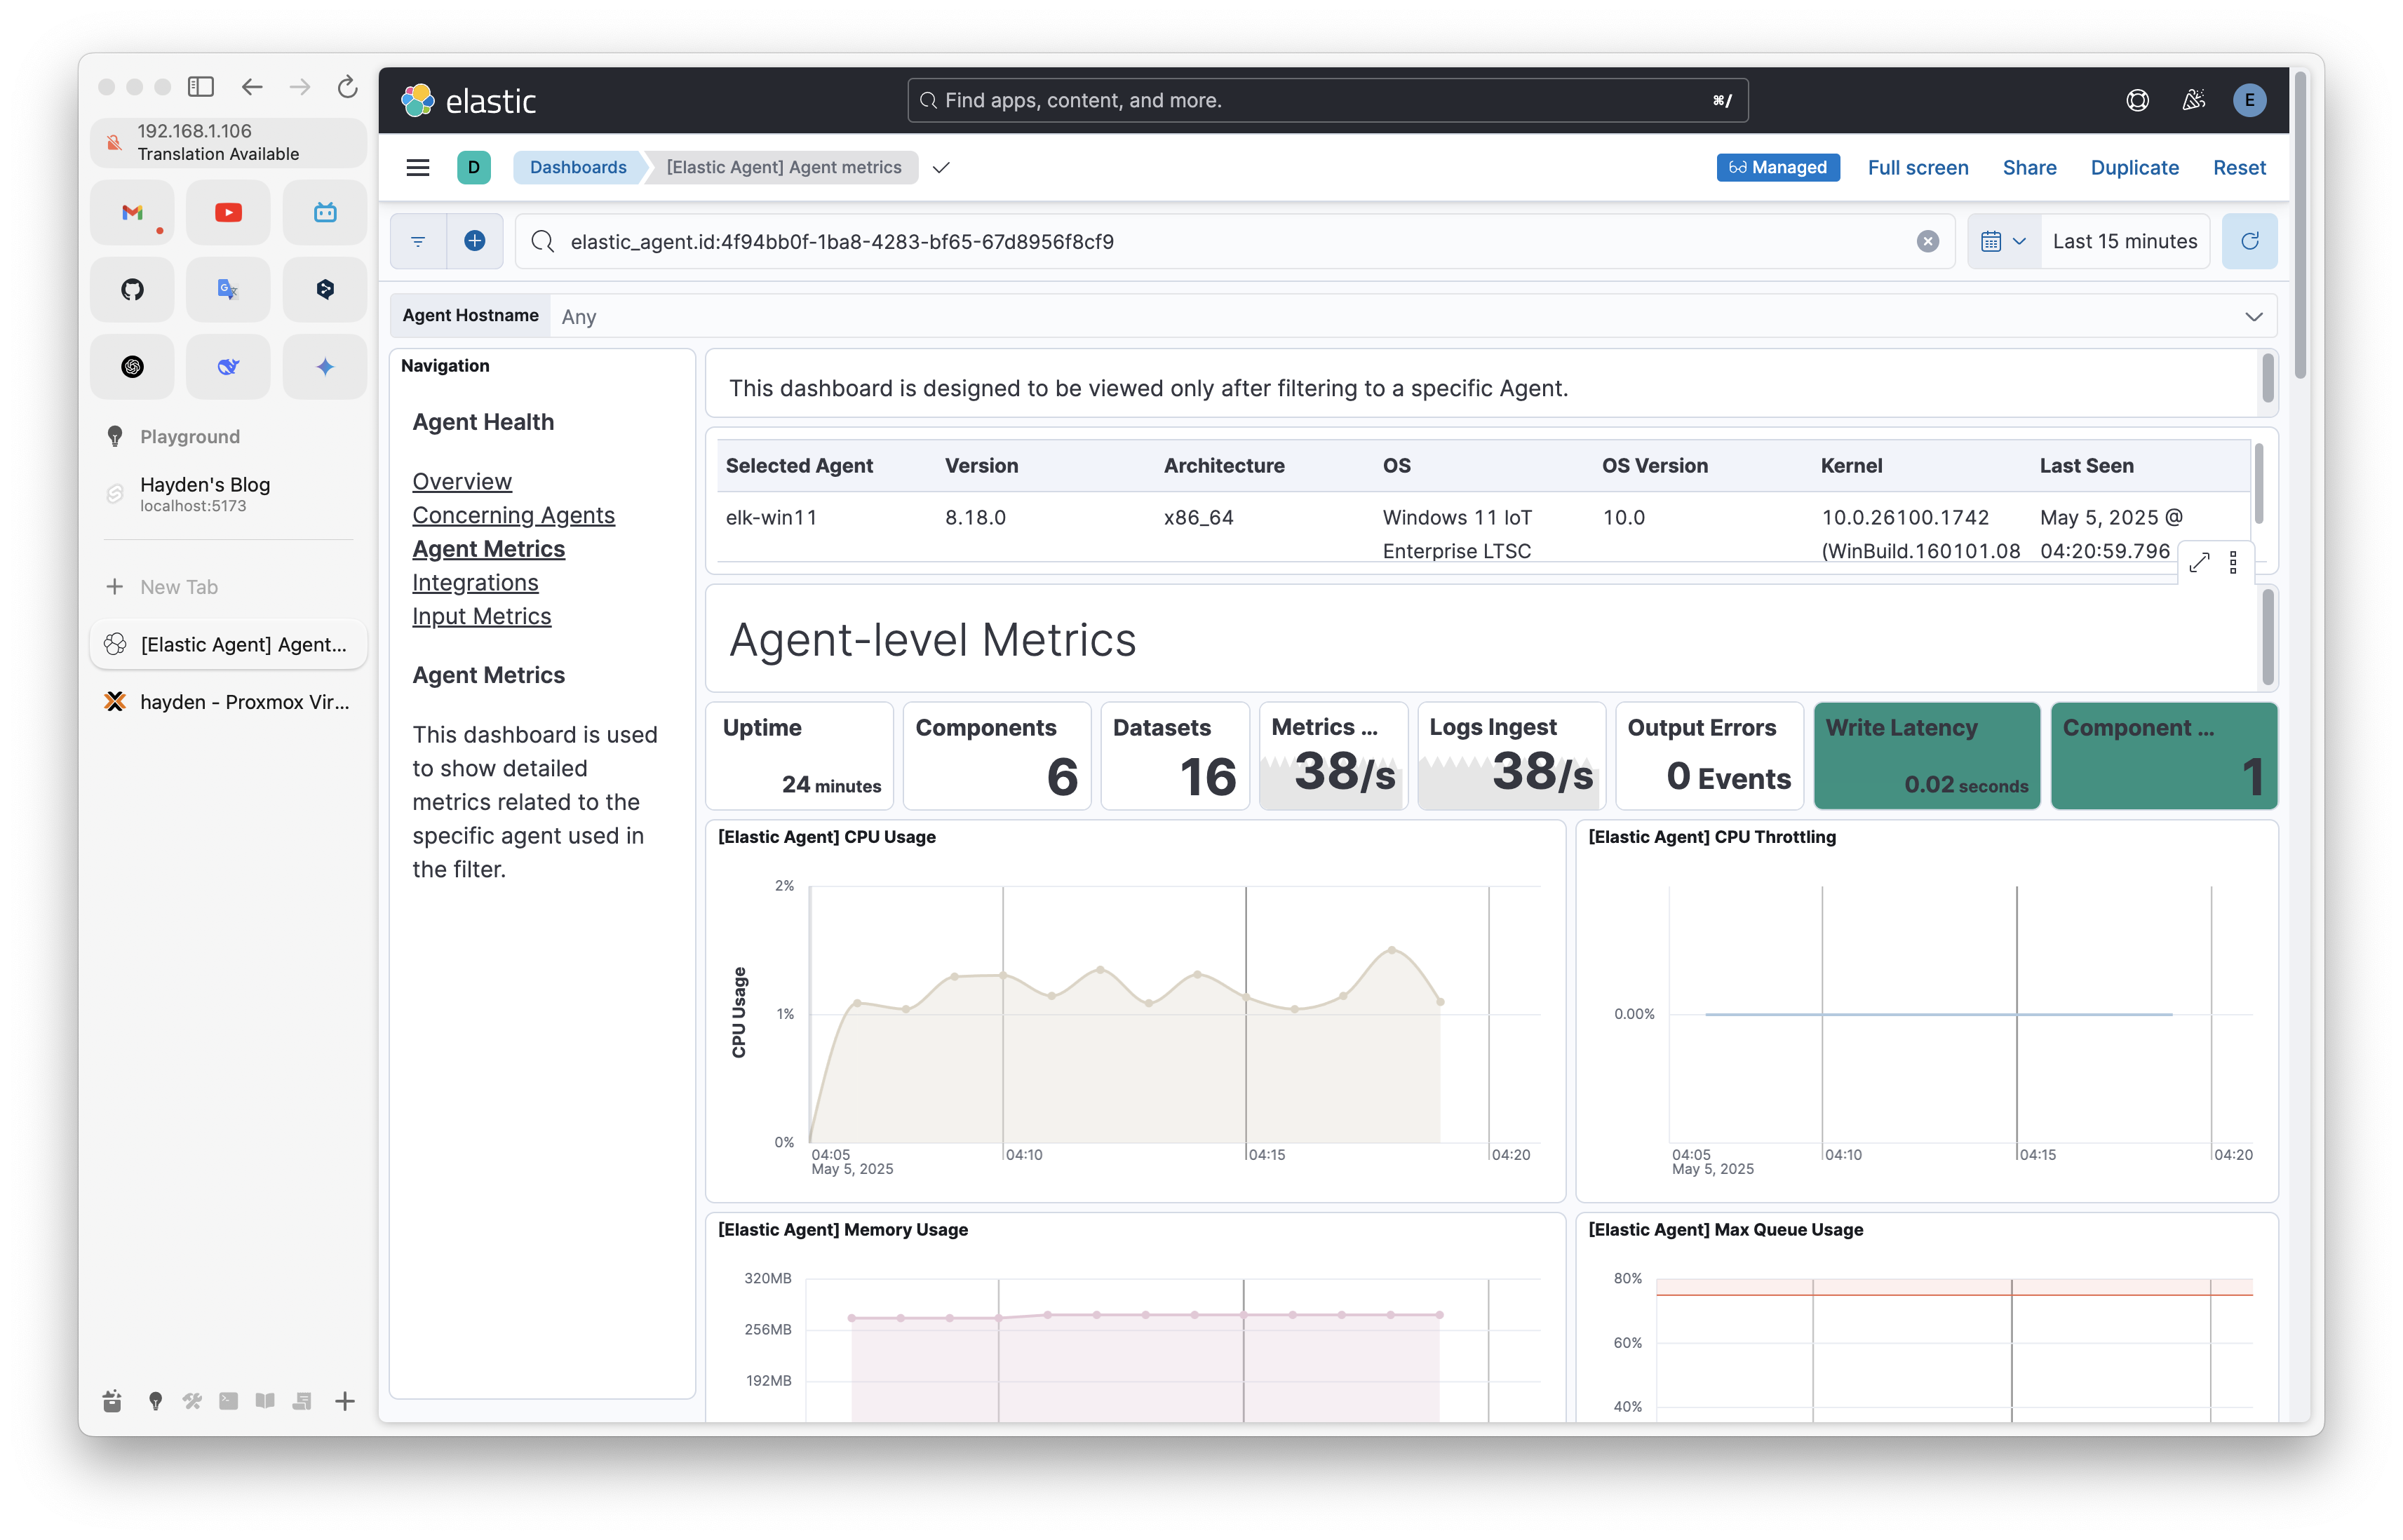 192.168.1.106
Translation Available
Playground
Hayden's Blog
localhost:5173
New Tab
[Elastic Agent] Agent...
hayden - Proxmox Vir...
elastic
Find apps, content, and more.
⌘/
E
D
Dashboards
[Elastic Agent] Agent metrics
Managed
Full screen
Share
Duplicate
Reset
elastic_agent.id:4f94bb0f-1ba8-4283-bf65-67d8956f8cf9
Last 15 minutes
Agent Hostname
Any
Navigation
Agent Health
Overview
Concerning Agents
Agent Metrics
Integrations
Input Metrics
Agent Metrics
This dashboard is used
to show detailed
metrics related to the
specific agent used in
the filter.
This dashboard is designed to be viewed only after filtering to a specific Agent.
Selected Agent Version Architecture OS OS Version Kernel Last Seen
elk-win11 8.18.0 x86_64 Windows 11 IoT 10.0 10.0.26100.1742 May 5, 2025 @
Enterprise LTSC (WinBuild.160101.08 04:20:59.796
Agent-level Metrics
Uptime
24 minutes
Components
6
Datasets
16
Metrics ...
38/s
Logs Ingest
38/s
Output Errors
0 Events
Write Latency
0.02 seconds
Component ...
1
[Elastic Agent] CPU Usage
CPU Usage
2%
1%
0%
04:05 04:10 04:15 04:20
May 5, 2025
[Elastic Agent] CPU Throttling
0.00%
04:05 04:10 04:15 04:20
May 5, 2025
[Elastic Agent] Memory Usage
320MB
256MB
192MB
[Elastic Agent] Max Queue Usage
80%
60%
40%